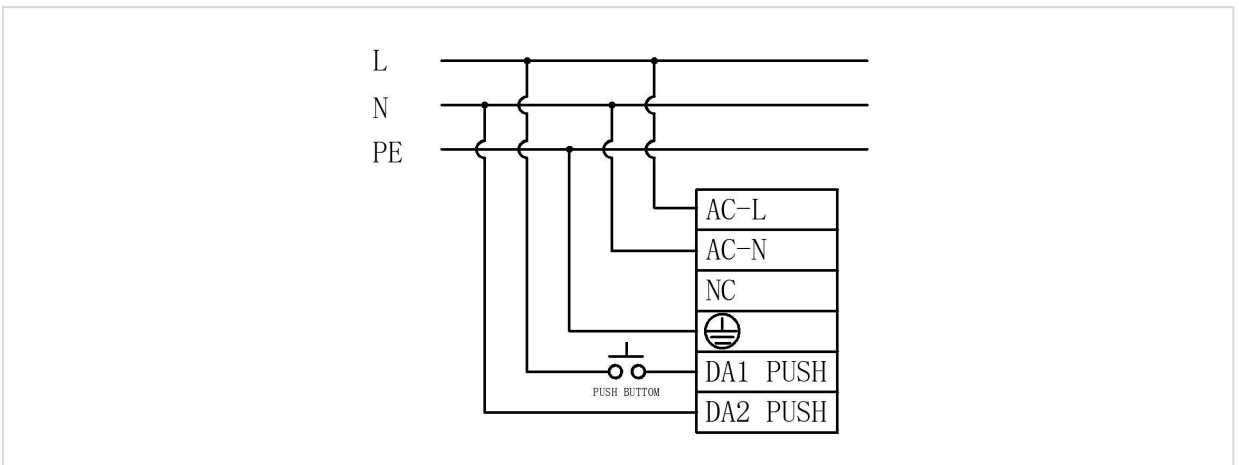 L
N
PE
AC-L
AC-N
NC
DA1 PUSH
PUSH BUTTOM
DA2 PUSH